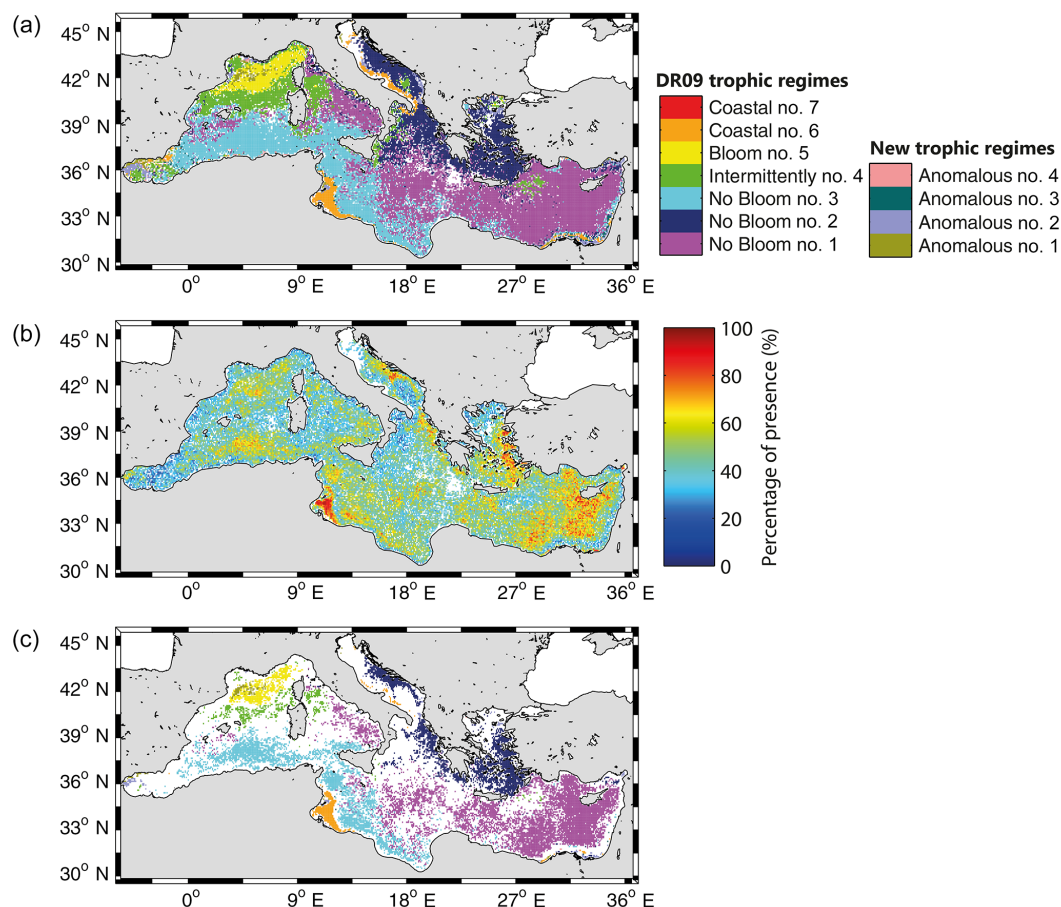 (a)
45° N
42° N
39° N
36° N
33° N
30° N
0° 9° E 18° E 27° E 36° E
DR09 trophic regimes
Coastal no. 7
Coastal no. 6
Bloom no. 5
Intermittently no. 4
No Bloom no. 3
No Bloom no. 2
No Bloom no. 1
New trophic regimes
Anomalous no. 4
Anomalous no. 3
Anomalous no. 2
Anomalous no. 1
(b)
45° N
42° N
39° N
36° N
33° N
30° N
0° 9° E 18° E 27° E 36° E
100
80
60
40
20
0
Percentage of presence (%)
(c)
45° N
42° N
39° N
36° N
33° N
30° N
0° 9° E 18° E 27° E 36° E